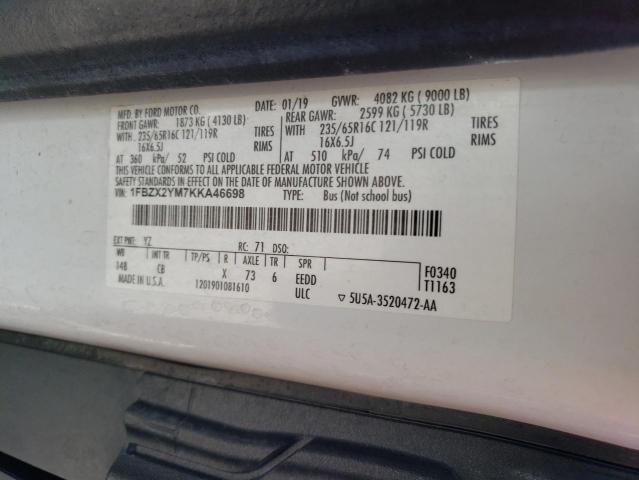 MFD. BY FORD MOTOR CO. DATE: 01/19 GVWR: 4082 KG ( 9000 LB)
FRONT GAWR: 1873 KG ( 4130 LB) REAR GAWR: 2599 KG ( 5730 LB)
WITH 235/65R16C 121/119R TIRES WITH 235/65R16C 121/119R TIRES
16X6.5J RIMS 16X6.5J RIMS
AT 360 kPa/ 52 PSI COLD AT 510 kPa/ 74 PSI COLD
THIS VEHICLE CONFORMS TO ALL APPLICABLE FEDERAL MOTOR VEHICLE
SAFETY STANDARDS IN EFFECT ON THE DATE OF MANUFACTURE SHOWN ABOVE.
VIN: 1FBZX2YM7KKA46698 TYPE: Bus (Not school bus)
EXT PNT: YZ RC: 71 DSO:
WB INT TR TP/PS R AXLE TR SPR F0340
148 CB X 73 6 EEDD T1163
MADE IN U.S.A. 1201901081610 ULC ▽ 5U5A-3520472-AA